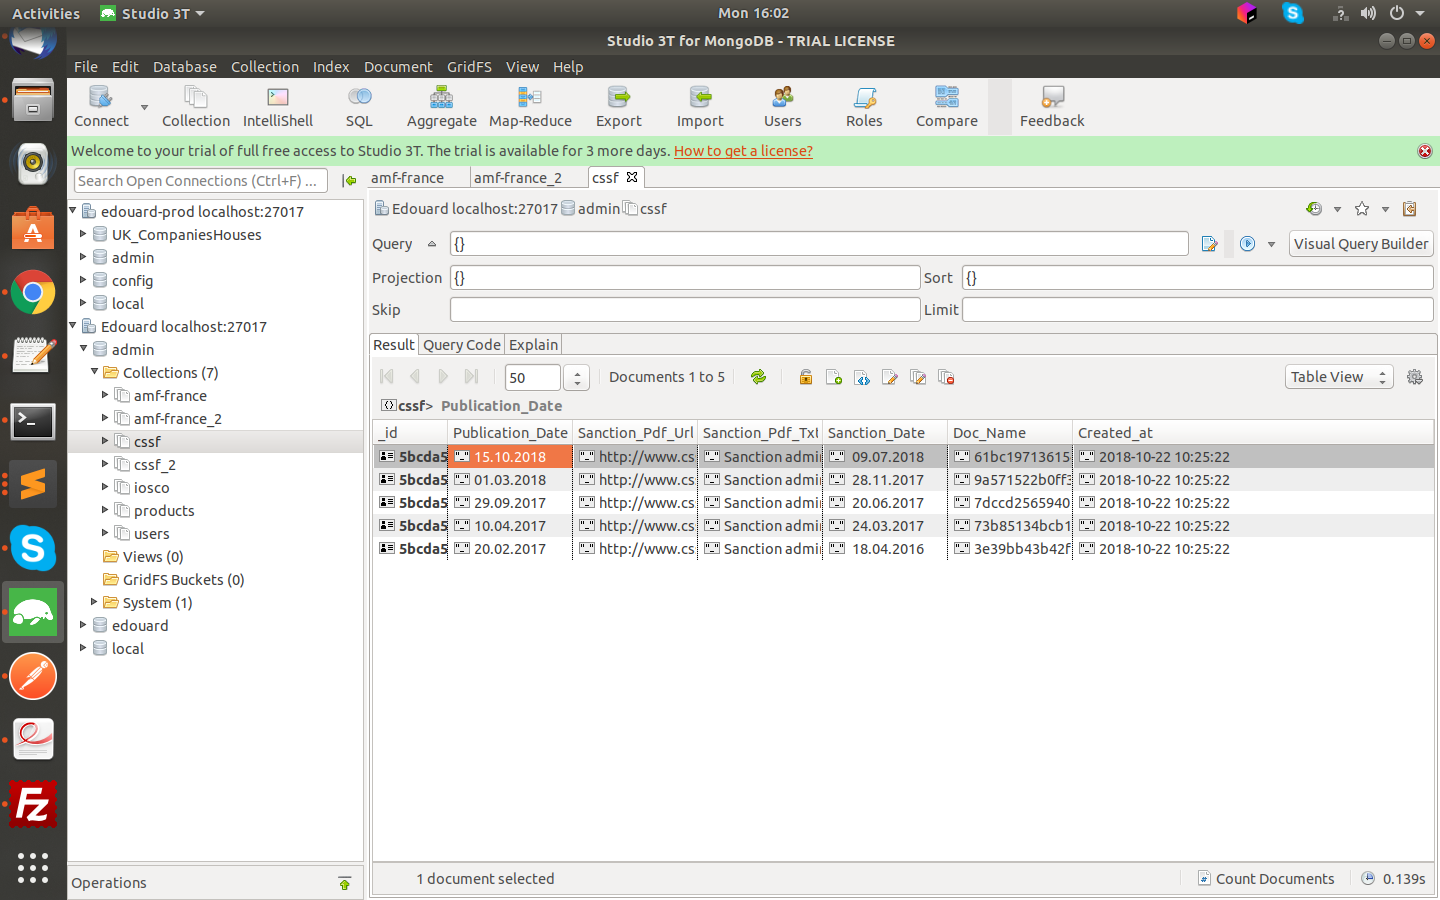 Activities Studio 3T Mon 16:02
Studio 3T for MongoDB - TRIAL LICENSE
File Edit Database Collection Index Document GridFS View Help
Connect Collection IntelliShell SQL Aggregate Map-Reduce Export Import Users Roles Compare Feedback
Welcome to your trial of full free access to Studio 3T. The trial is available for 3 more days. How to get a license?
Search Open Connections (Ctrl+F) ...
amf-france amf-france_2 cssf
edouard-prod localhost:27017
UK_CompaniesHouses
admin
config
local
Edouard localhost:27017
admin
Collections (7)
amf-france
amf-france_2
cssf
cssf_2
iosco
products
users
Views (0)
GridFS Buckets (0)
System (1)
edouard
local
Operations
Edouard localhost:27017 admin cssf
Query {} Visual Query Builder
Projection {} Sort {}
Skip Limit
Result Query Code Explain
50 Documents 1 to 5 Table View
cssf> Publication_Date
_id Publication_Date Sanction_Pdf_Url Sanction_Pdf_Txt Sanction_Date Doc_Name Created_at
5bcda5 15.10.2018 http://www.cs Sanction admi 09.07.2018 61bc19713615 2018-10-22 10:25:22
5bcda5 01.03.2018 http://www.cs Sanction admi 28.11.2017 9a571522b0ff3 2018-10-22 10:25:22
5bcda5 29.09.2017 http://www.cs Sanction admi 20.06.2017 7dccd2565940 2018-10-22 10:25:22
5bcda5 10.04.2017 http://www.cs Sanction admi 24.03.2017 73b85134bcb1 2018-10-22 10:25:22
5bcda5 20.02.2017 http://www.cs Sanction admi 18.04.2016 3e39bb43b42f 2018-10-22 10:25:22
1 document selected Count Documents 0.139s